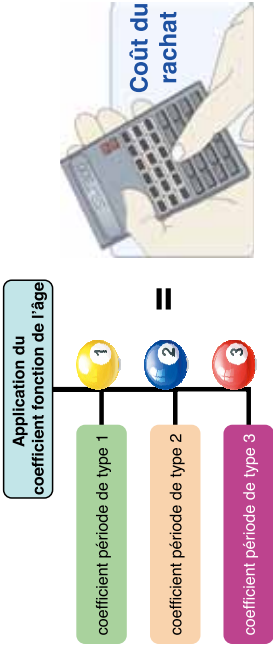 Application du
coefficient fonction de l'âge
coefficient période de type 1
1
coefficient période de type 2
2
coefficient période de type 3
3
=
Coût du
rachat